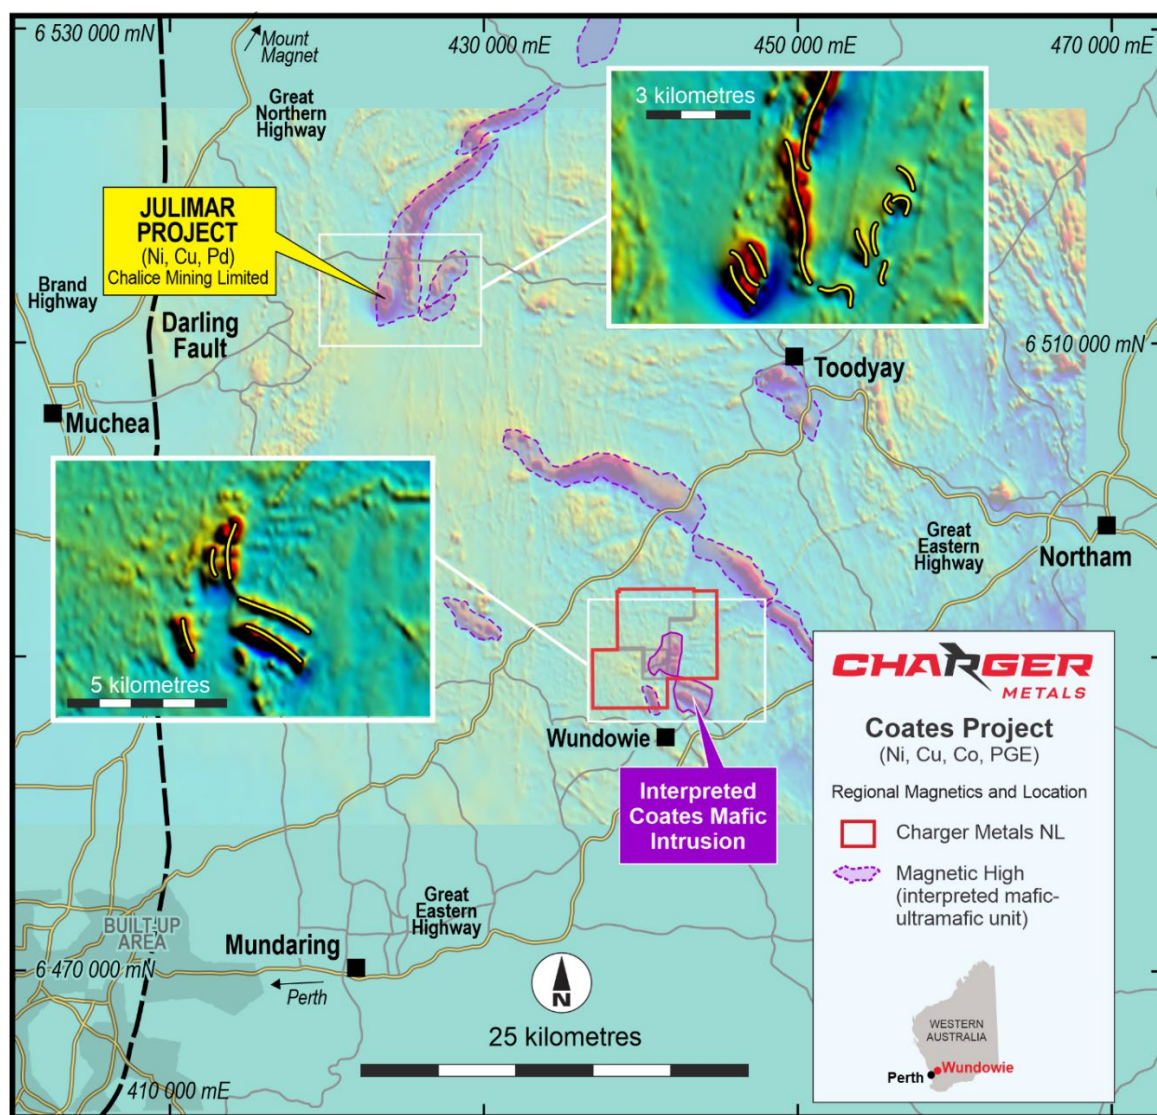 6 530 000 mN
430 000 mE
450 000 mE
470 000 mE
Mount
Magnet
Great
Northern
Highway
3 kilometres
JULIMAR
PROJECT
(Ni, Cu, Pd)
Chalice Mining Limited
Brand
Highway
Darling
Fault
6 510 000 mN
Toodyay
Muchea
Great
Eastern
Highway
Northam
5 kilometres
Wundowie
Interpreted
Coates Mafic
Intrusion
CHARGER
METALS
Coates Project
(Ni, Cu, Co, PGE)
Regional Magnetics and Location
Charger Metals NL
Magnetic High
(interpreted mafic-
ultramafic unit)
WESTERN
AUSTRALIA
Wundowie
Perth
Great
Eastern
Highway
BUILT-UP
AREA
Mundaring
6 470 000 mN
Perth
N
25 kilometres
410 000 mE